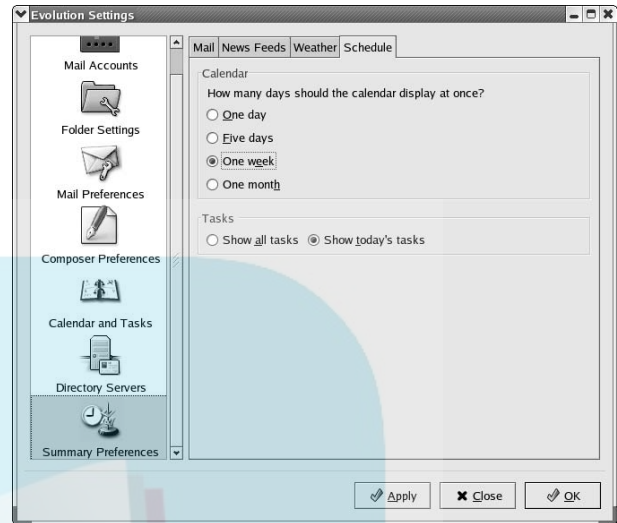 Evolution Settings
Mail Accounts
Folder Settings
Mail Preferences
Composer Preferences
Calendar and Tasks
Directory Servers
Summary Preferences
Mail News Feeds Weather Schedule
Calendar
How many days should the calendar display at once?
One day
Five days
One week
One month
Tasks
Show all tasks Show today's tasks
Apply Close OK